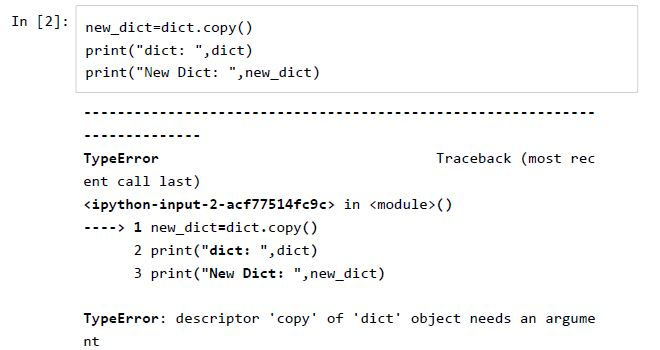 In [2]: new_dict=dict.copy()
print("dict: ",dict)
print("New Dict: ",new_dict)
---------------------------------------------------------------------------
TypeError                                 Traceback (most rec
ent call last)
<ipython-input-2-acf77514fc9c> in <module>()
----> 1 new_dict=dict.copy()
      2 print("dict: ",dict)
      3 print("New Dict: ",new_dict)
TypeError: descriptor 'copy' of 'dict' object needs an argume
nt